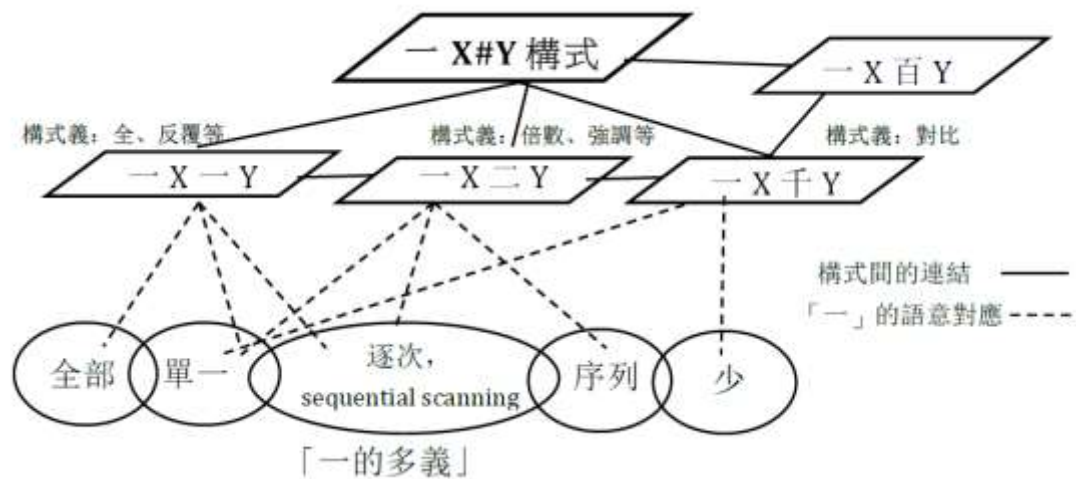 一 X#Y 構式
一 X 百 Y
構式義：全、反覆等
構式義：倍數、強調等
構式義：對比
一 X 一 Y
一 X 二 Y
一 X 千 Y
構式間的連結
「一」的語意對應
全部
單一
逐次，
sequential scanning
序列
少
「一的多義」